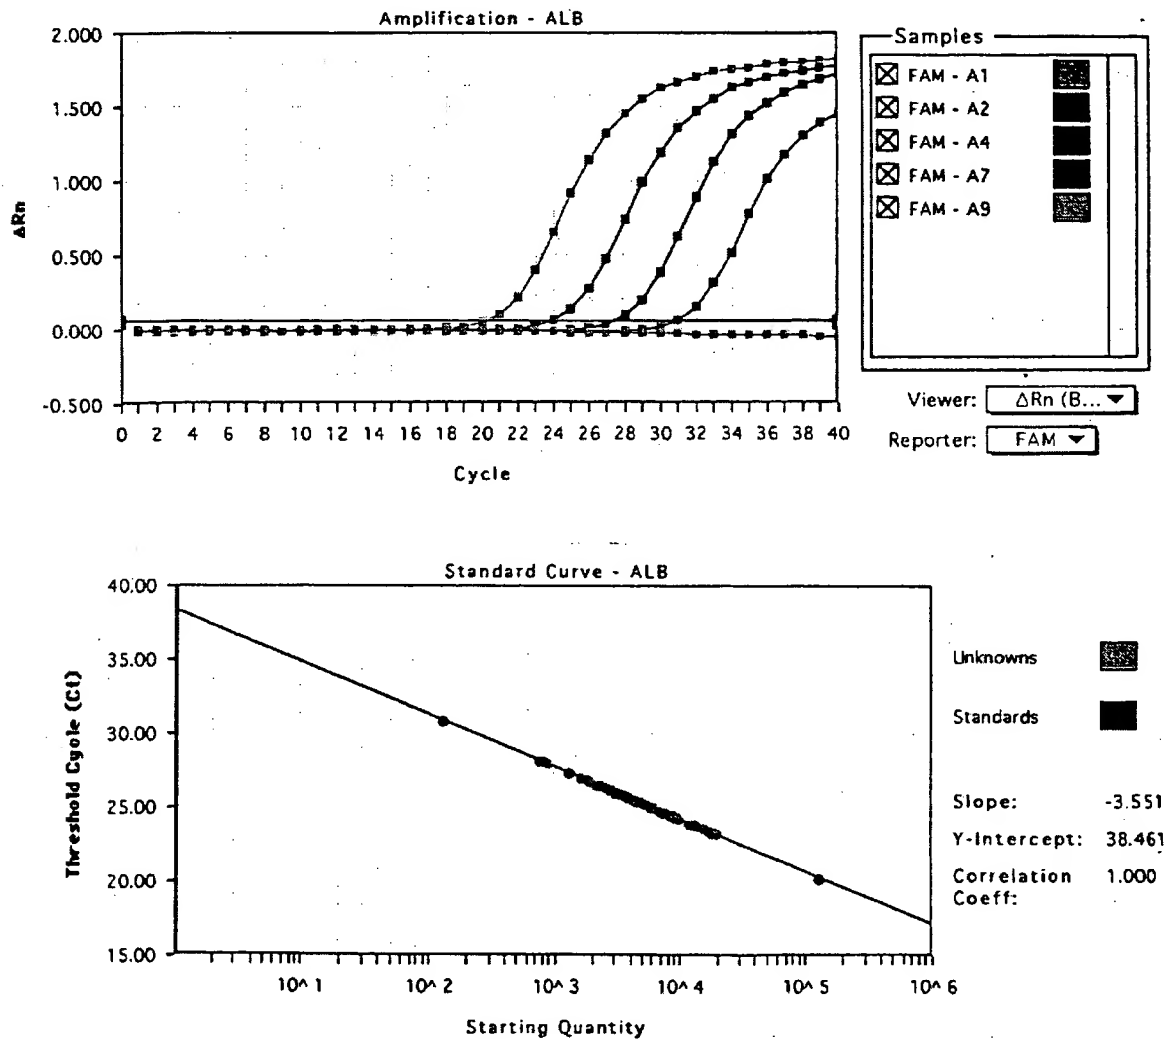 Amplification - ALB
2.000
1.500
1.000
0.500
0.000
-0.500
ΔRn
0 2 4 6 8 10 12 14 16 18 20 22 24 26 28 30 32 34 36 38 40
Cycle
Samples
FAM - A1
FAM - A2
FAM - A4
FAM - A7
FAM - A9
Viewer: ΔRn (B... ▼
Reporter: FAM ▼
Standard Curve - ALB
40.00
35.00
30.00
25.00
20.00
15.00
Threshold Cycle (Ct)
10^1 10^2 10^3 10^4 10^5 10^6
Starting Quantity
Unknowns
Standards
Slope: -3.551
Y-Intercept: 38.461
Correlation 1.000
Coeff: